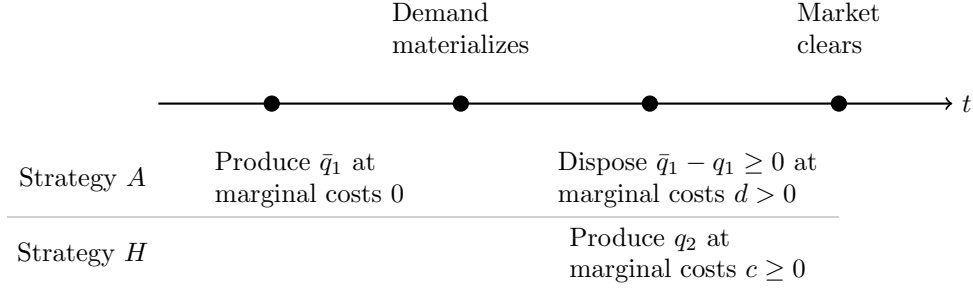 Demand
materializes
Market
clears
t
Strategy A
Produce q̄₁ at
marginal costs 0
Dispose q̄₁ − q₁ ≥ 0 at
marginal costs d > 0
Strategy H
Produce q₂ at
marginal costs c ≥ 0